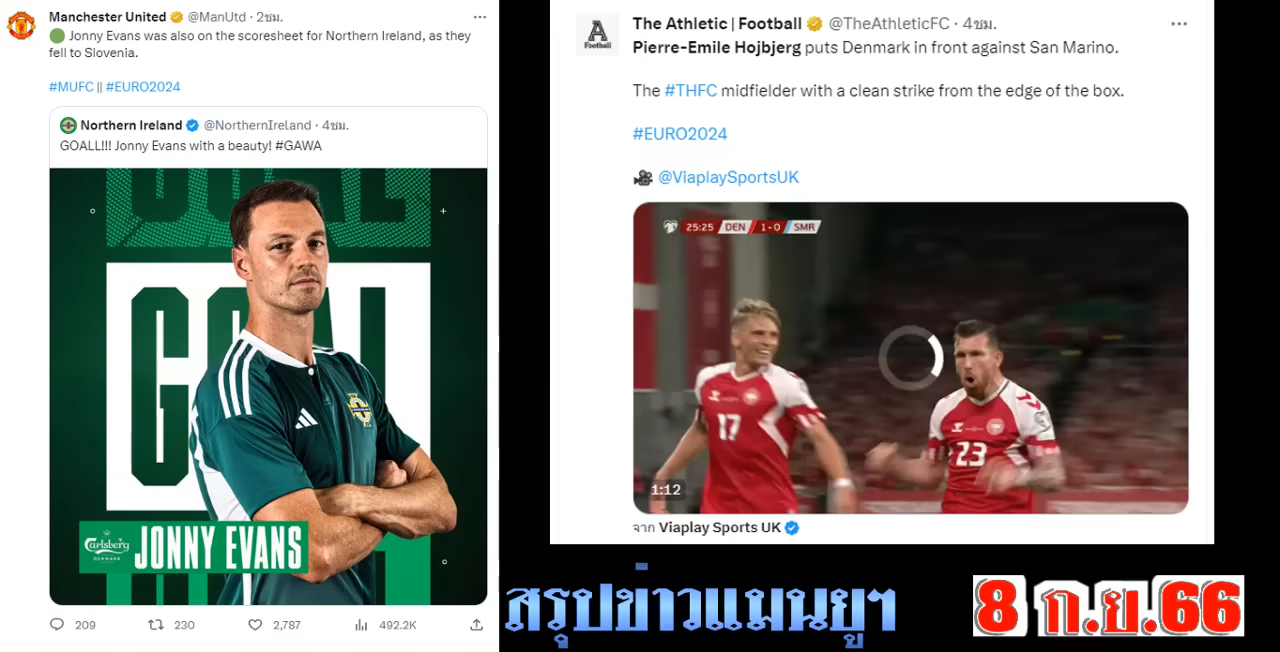 Manchester United @ManUtd · 2ชม.
Jonny Evans was also on the scoresheet for Northern Ireland, as they
fell to Slovenia.
#MUFC || #EURO2024
Northern Ireland @NorthernIreland · 4ชม.
GOALL!!! Jonny Evans with a beauty! #GAWA
GOAL
GOAL
Carlsberg
DENMARK
JONNY EVANS
209
230
2,787
492.2K
A
Football
The Athletic | Football @TheAthleticFC · 4ชม.
Pierre-Emile Hojbjerg puts Denmark in front against San Marino.
The #THFC midfielder with a clean strike from the edge of the box.
#EURO2024
@ViaplaySportsUK
25:25 DEN 1-0 SMR
17
23
1:12
จาก Viaplay Sports UK
สรุปข่าวแมนยูฯ
8 ก.ย.66